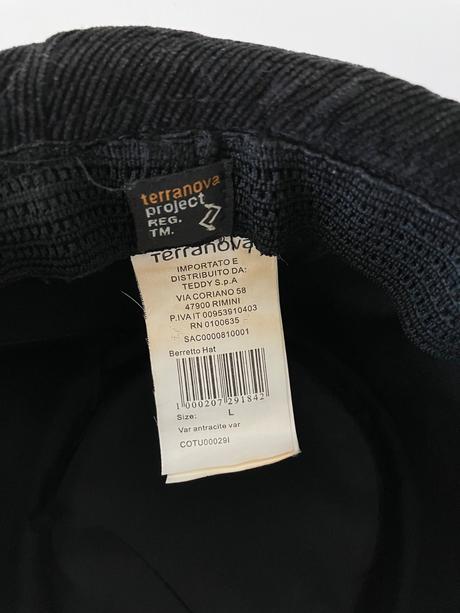 terranova
project
REG.
TM.
Terranova
IMPORTATO E
DISTRIBUITO DA:
TEDDY S.p.A
VIA CORIANO 58
47900 RIMINI
P.IVA IT 00953910403
RN 0100635
SAC0000810001
Berretto Hat
1 000207 291842
Size: L
Var antracite var
COTU00029I